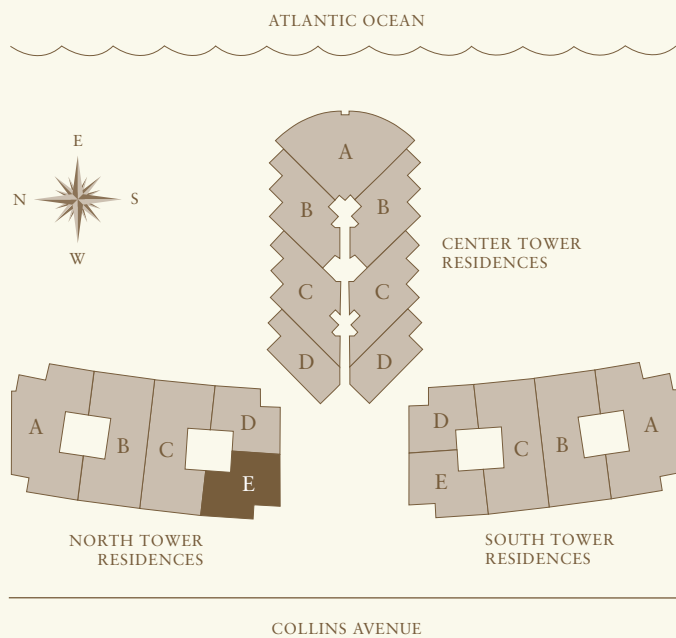 ATLANTIC OCEAN
E
N
S
W
A
B
B
CENTER TOWER
RESIDENCES
C
C
D
D
A
B
C
D
E
D
E
C
B
A
NORTH TOWER
RESIDENCES
SOUTH TOWER
RESIDENCES
COLLINS AVENUE